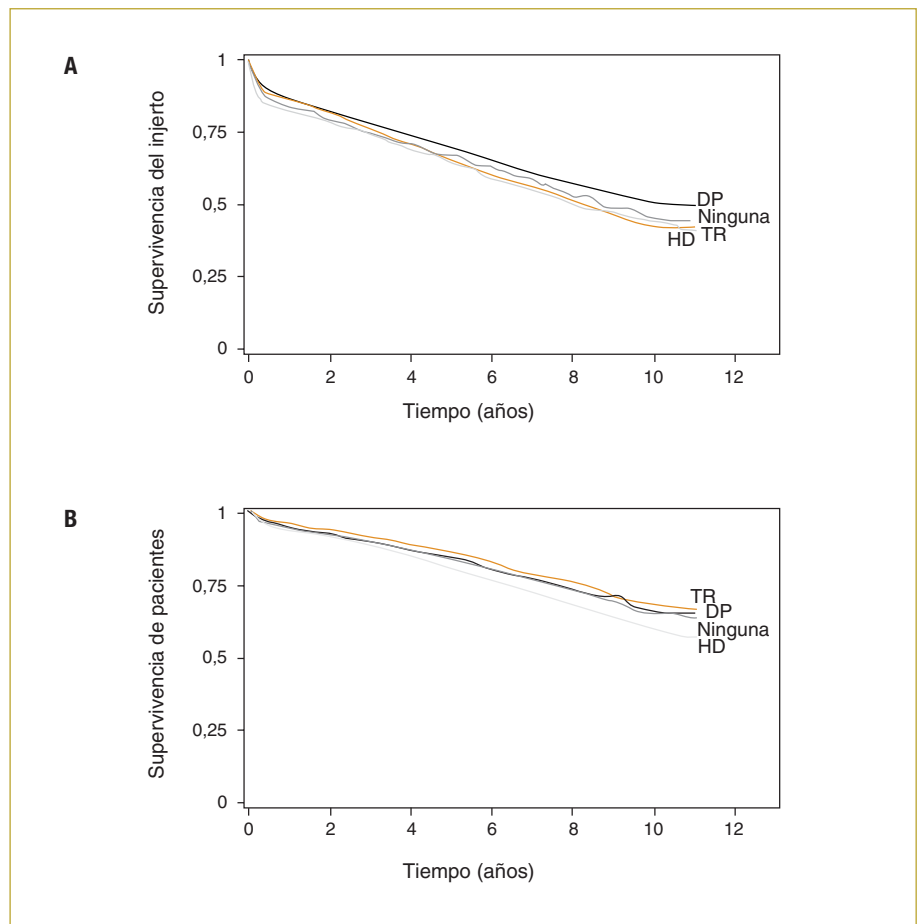 A
Supervivencia del injerto
1
0,75
0,5
0,25
0
DP
Ninguna
HD TR
0 2 4 6 8 10 12
Tiempo (años)
B
Supervivencia de pacientes
1
0,75
0,5
0,25
0
TR
DP
Ninguna
HD
0 2 4 6 8 10 12
Tiempo (años)